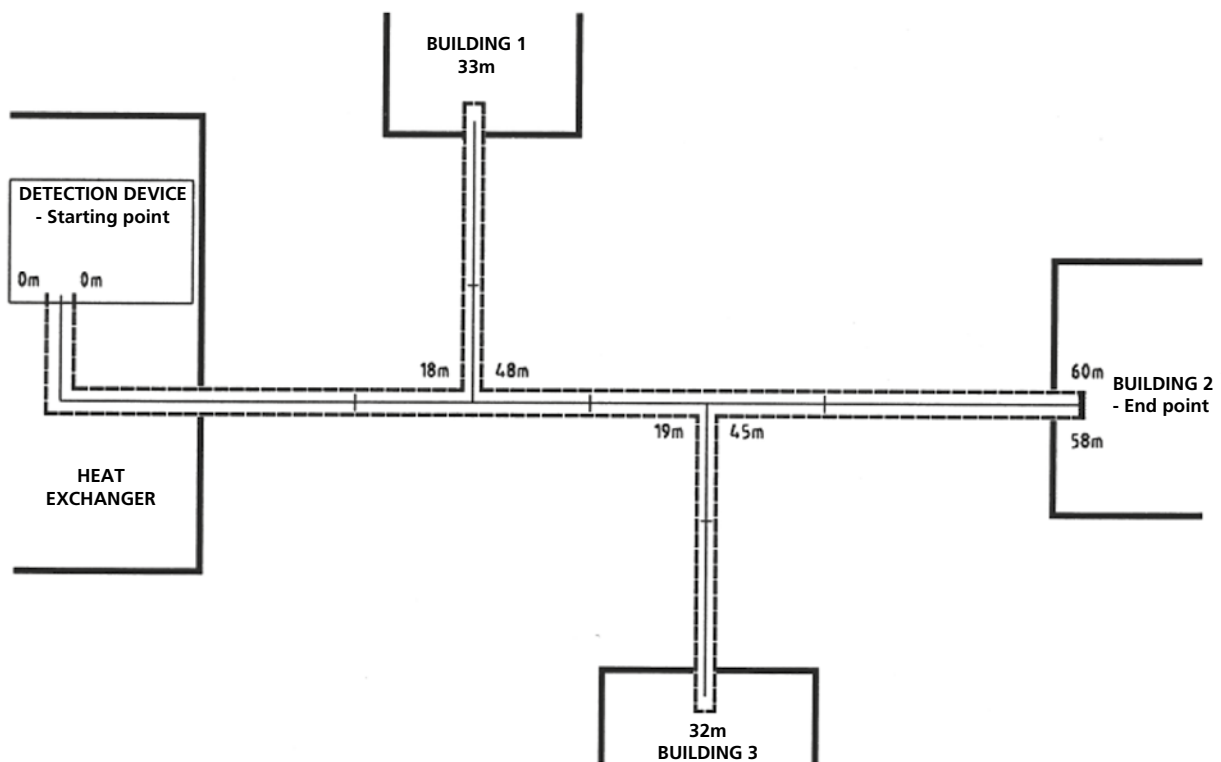 BUILDING 1
33m
DETECTION DEVICE
- Starting point
0m 0m
18m 48m
60m
BUILDING 2
- End point
19m 45m
58m
HEAT
EXCHANGER
32m
BUILDING 3